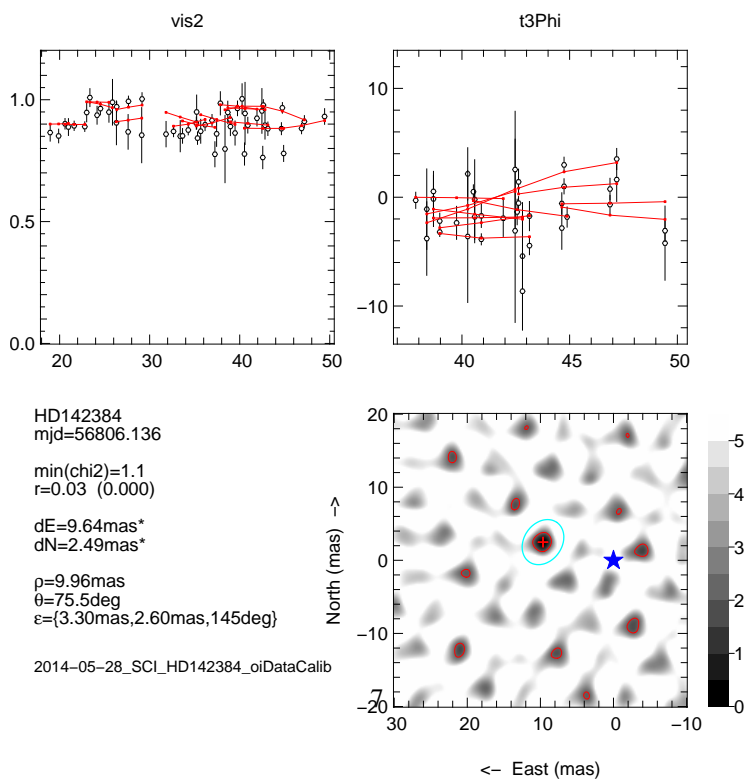 vis2
t3Phi
1.0
0.5
0.0
20 30 40 50
10
0
−10
40 45 50
HD142384
mjd=56806.136
min(chi2)=1.1
r=0.03 (0.000)
dE=9.64mas*
dN=2.49mas*
ρ=9.96mas
θ=75.5deg
ε={3.30mas,2.60mas,145deg}
2014−05−28_SCI_HD142384_oiDataCalib
North (mas) −>
20
10
0
−10
−20
7
30 20 10 0 −10
<− East (mas)
5
4
3
2
1
0